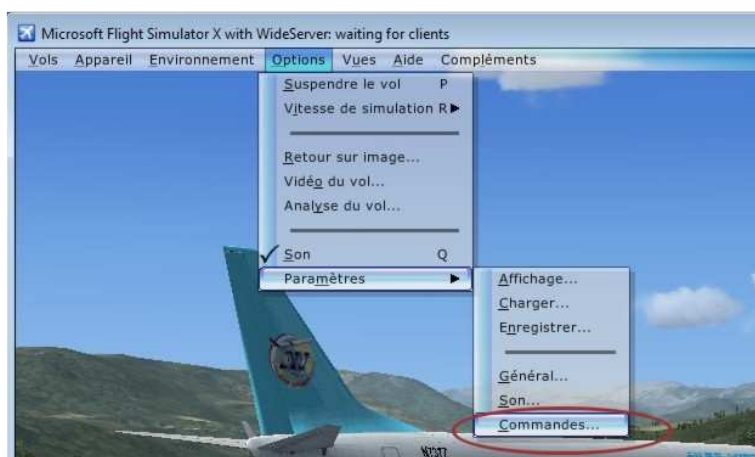 Microsoft Flight Simulator X with WideServer: waiting for clients
Vols Appareil Environnement Options Vues Aide Compléments
Suspendre le vol P
Vitesse de simulation R
Retour sur image...
Vidéo du vol...
Analyse du vol...
Son Q
Paramètres
Affichage...
Charger...
Enregistrer...
Général...
Son...
Commandes...